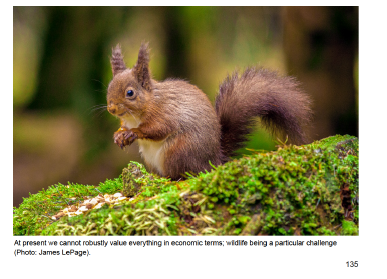 At present we cannot robustly value everything in economic terms; wildlife being a particular challenge
(Photo: James LePage).
135